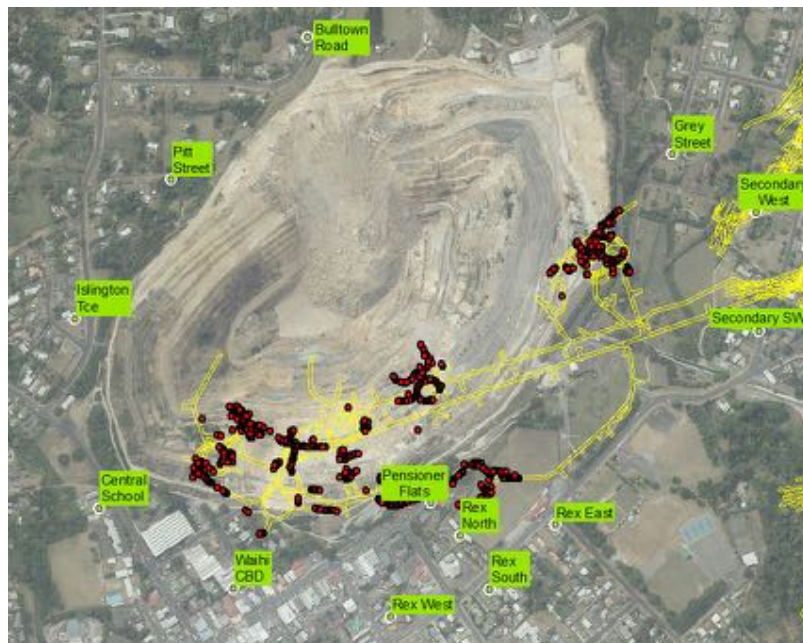 Bulltown
Road
Grey
Street
Pitt
Street
Secondary
West
Islington
Tce
Secondary SW
Pensioner
Flats
Central
School
Rex
North
Rex East
Waihi
CBD
Rex
South
Rex West